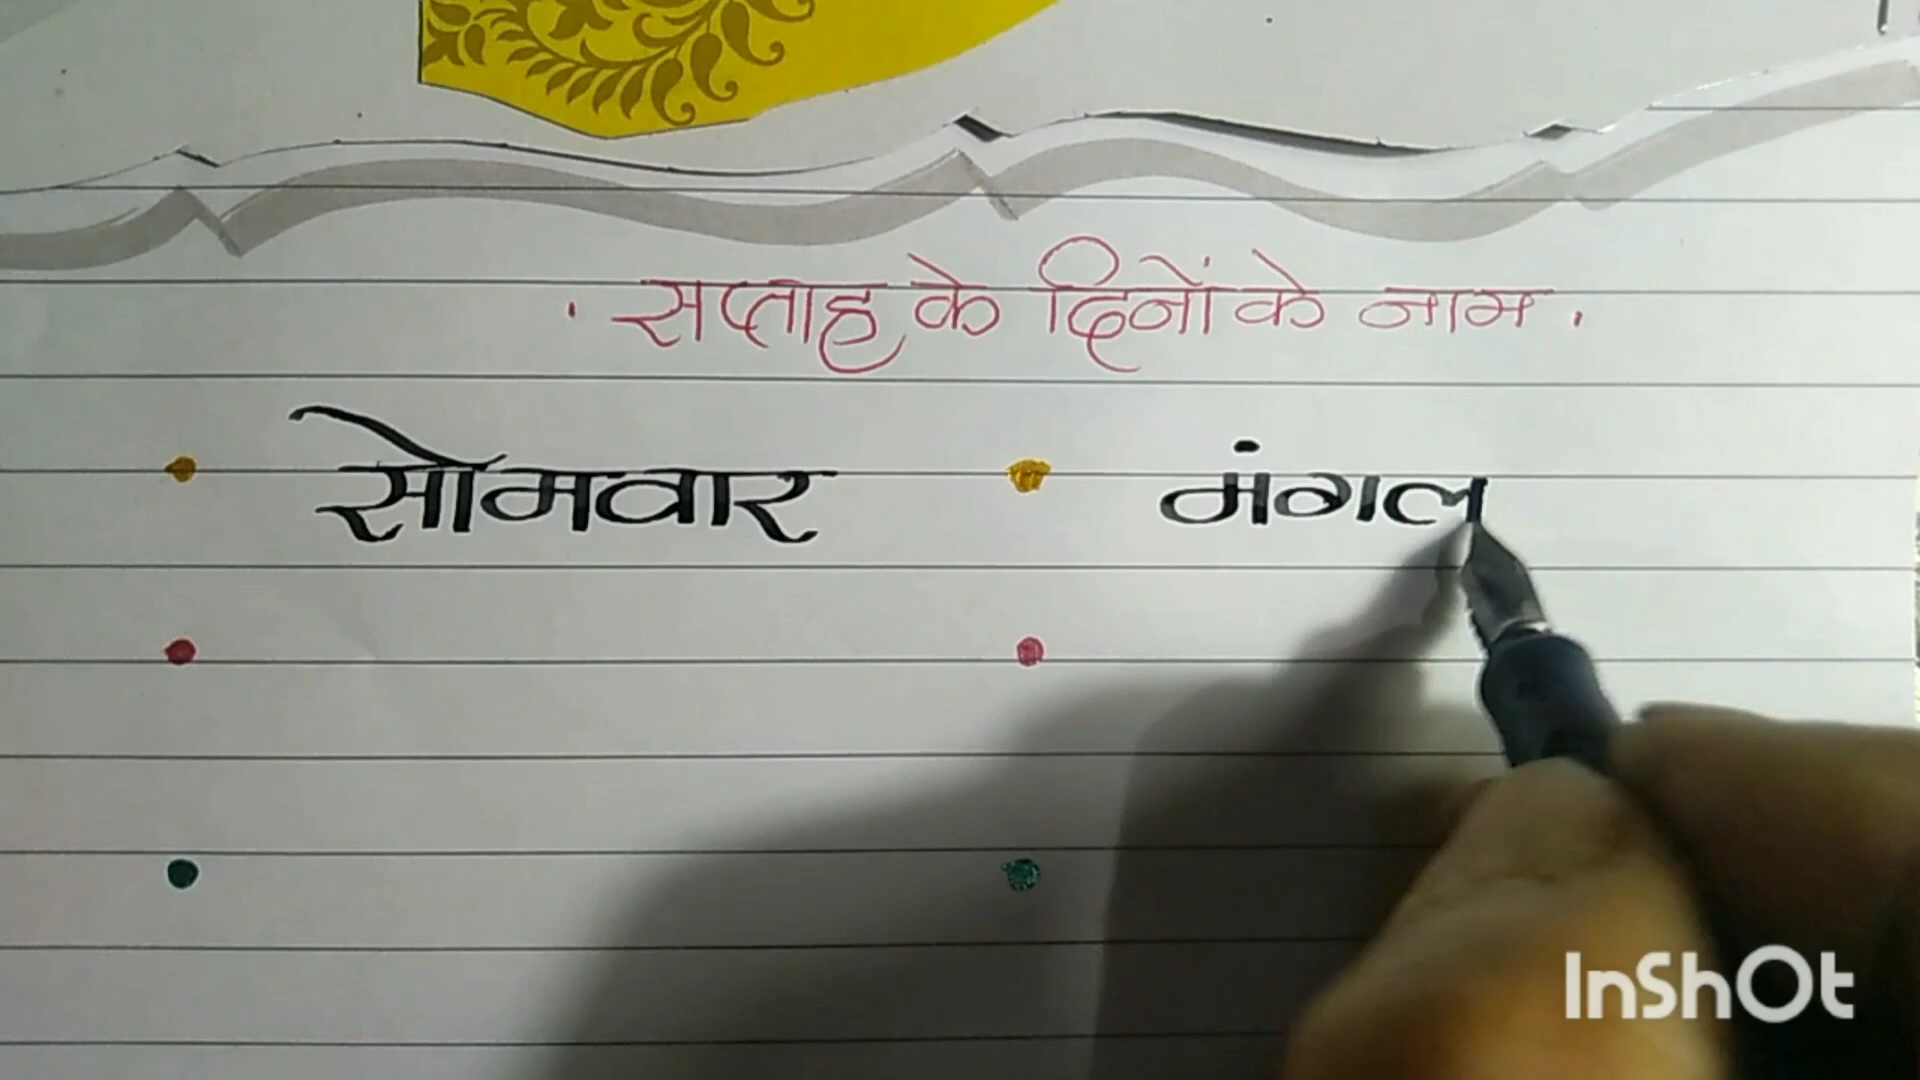 . सप्ताह के दिनों के नाम .
सोमवार मंगल
InShOt